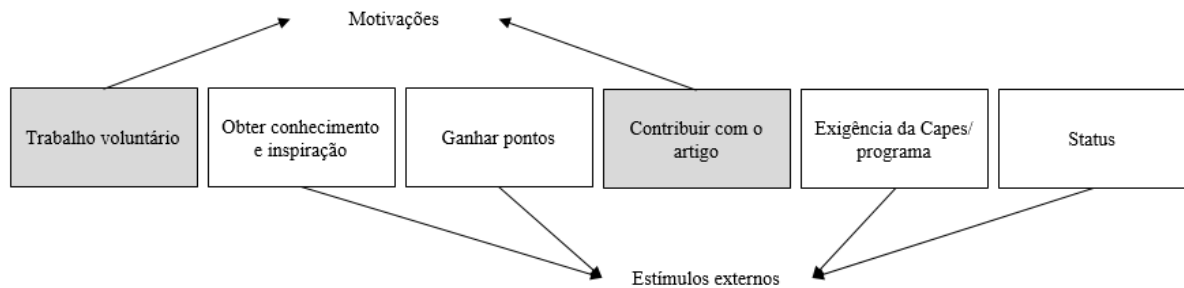 Motivações
Trabalho voluntário
Obter conhecimento
e inspiração
Ganhar pontos
Contribuir com o
artigo
Exigência da Capes/
programa
Status
Estímulos externos